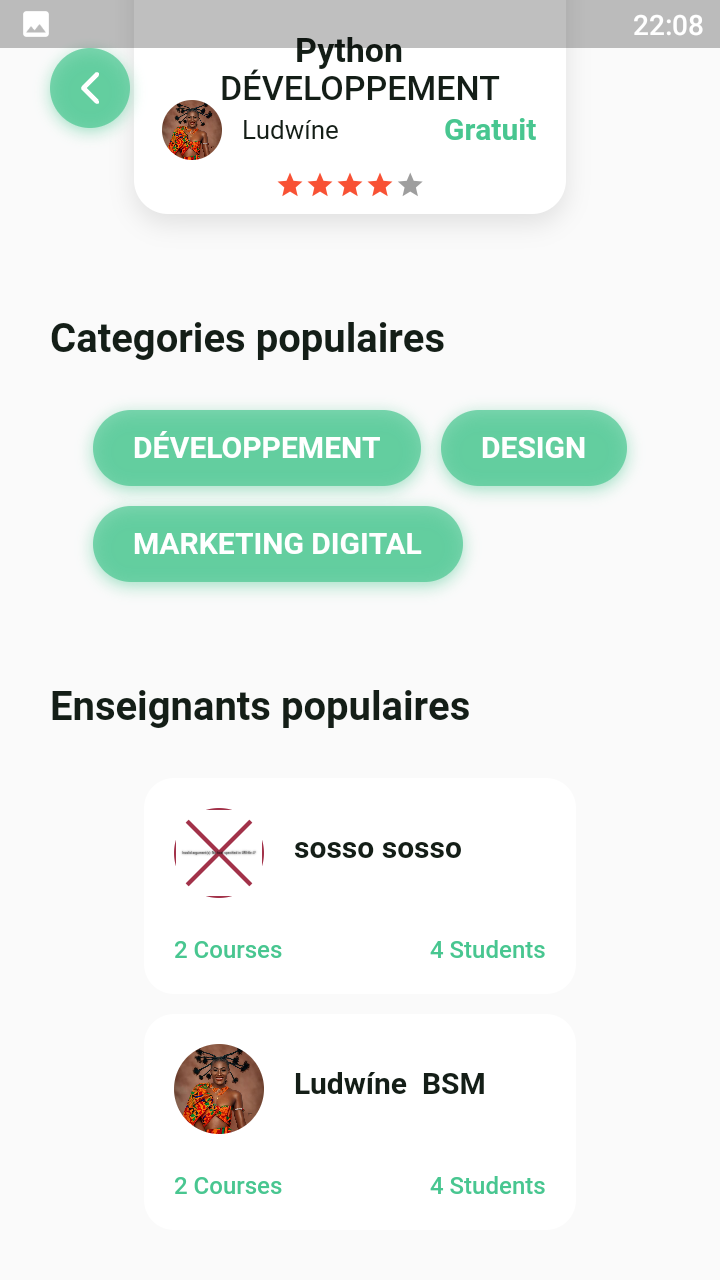 22:08
Python
DÉVELOPPEMENT
Ludwíne
Gratuit
Categories populaires
DÉVELOPPEMENT
DESIGN
MARKETING DIGITAL
Enseignants populaires
sosso sosso
2 Courses
4 Students
Ludwíne BSM
2 Courses
4 Students